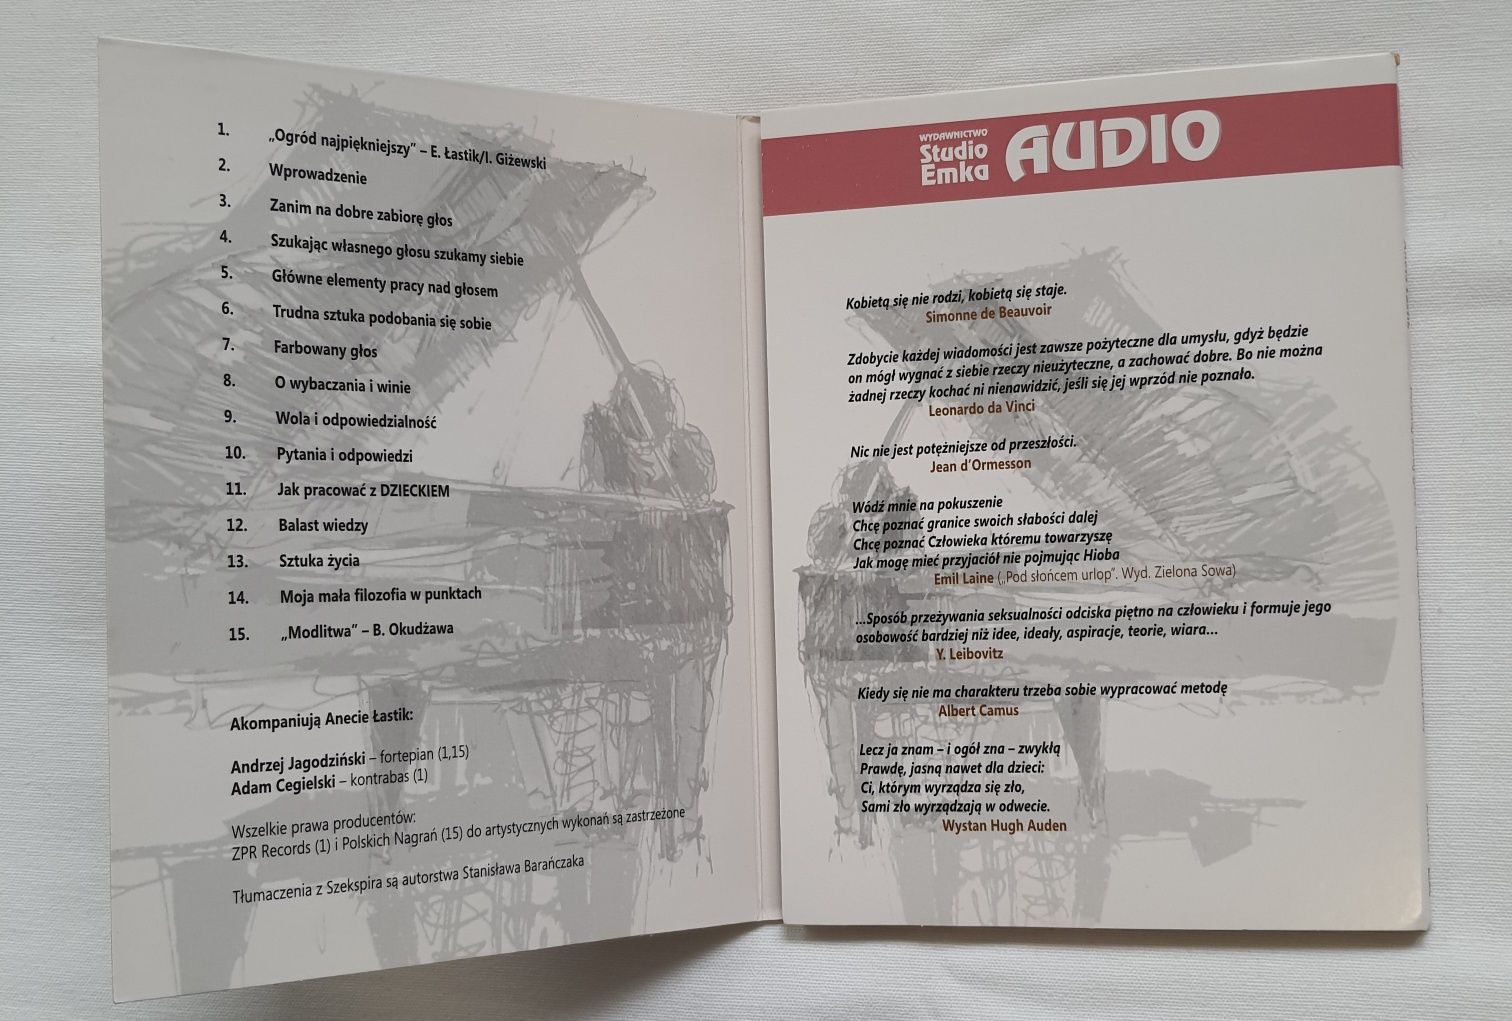 1. „Ogród najpiękniejszy” – E. Łastik/I. Giżewski
2. Wprowadzenie
3. Zanim na dobre zabiorę głos
4. Szukając własnego głosu szukamy siebie
5. Główne elementy pracy nad głosem
6. Trudna sztuka podobania się sobie
7. Farbowany głos
8. O wybaczania i winie
9. Wola i odpowiedzialność
10. Pytania i odpowiedzi
11. Jak pracować z DZIECKIEM
12. Balast wiedzy
13. Sztuka życia
14. Moja mała filozofia w punktach
15. „Modlitwa” – B. Okudżawa
Akompaniują Anecie Łastik:
Andrzej Jagodziński – fortepian (1,15)
Adam Cegielski – kontrabas (1)
Wszelkie prawa producentów:
ZPR Records (1) i Polskich Nagrań (15) do artystycznych wykonań są zastrzeżone
Tłumaczenia z Szekspira są autorstwa Stanisława Barańczaka
WYDAWNICTWO
Studio
Emka
AUDIO
Kobietą się nie rodzi, kobietą się staje.
Simonne de Beauvoir
Zdobycie każdej wiadomości jest zawsze pożyteczne dla umysłu, gdyż będzie
on mógł wygnać z siebie rzeczy nieużyteczne, a zachować dobre. Bo nie można
żadnej rzeczy kochać ni nienawidzić, jeśli się jej wprzód nie poznało.
Leonardo da Vinci
Nic nie jest potężniejsze od przeszłości.
Jean d'Ormesson
Wódź mnie na pokuszenie
Chcę poznać granice swoich słabości dalej
Chcę poznać Człowieka któremu towarzyszę
Jak mogę mieć przyjaciół nie pojmując Hioba
Emil Laine („Pod słońcem urlop”. Wyd. Zielona Sowa)
...Sposób przeżywania seksualności odciska piętno na człowieku i formuje jego
osobowość bardziej niż idee, ideały, aspiracje, teorie, wiara...
Y. Leibovitz
Kiedy się nie ma charakteru trzeba sobie wypracować metodę
Albert Camus
Lecz ja znam – i ogół zna – zwykłą
Prawdę, jasną nawet dla dzieci:
Ci, którym wyrządza się zło,
Sami zło wyrządzają w odwecie.
Wystan Hugh Auden